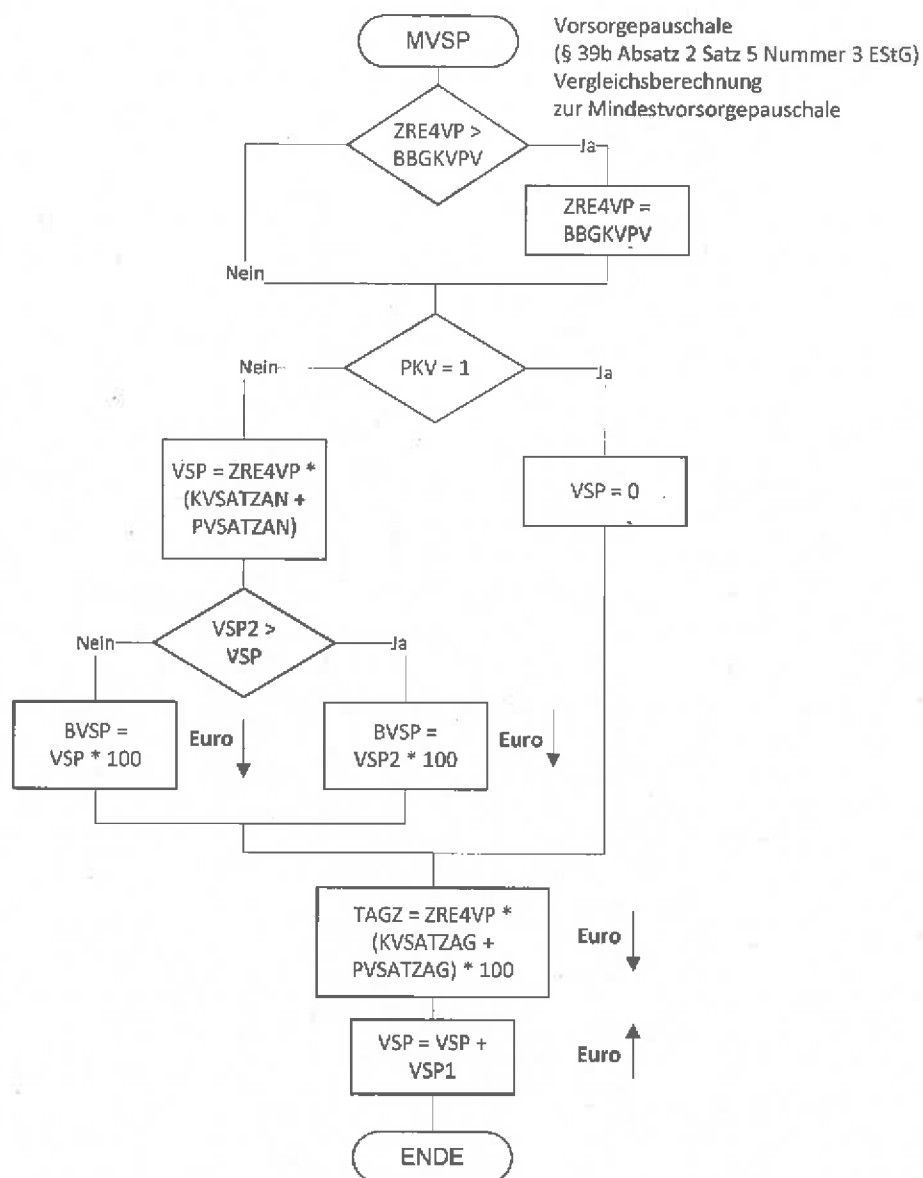 MVSP
Vorsorgepauschale
(§ 39b Absatz 2 Satz 5 Nummer 3 EStG)
Vergleichsberechnung
zur Mindestvorsorgepauschale
ZRE4VP >
BBGKVPV
Ja
ZRE4VP =
BBGKVPV
Nein
PKV = 1
Nein
Ja
VSP = ZRE4VP *
(KVSATZAN +
PVSATZAN)
VSP = 0
VSP2 >
VSP
Nein
Ja
BVSP =
VSP * 100
Euro
BVSP =
VSP2 * 100
Euro
TAGZ = ZRE4VP *
(KVSATZAG +
PVSATZAG) * 100
Euro
VSP = VSP +
VSP1
Euro
ENDE